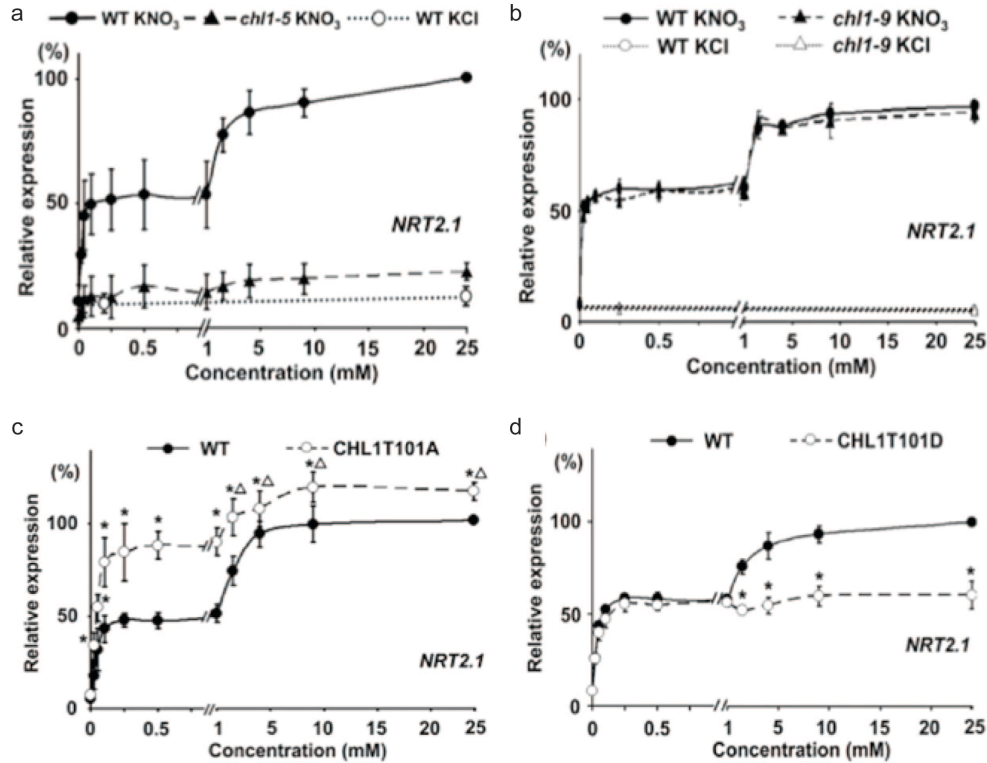 a
WT KNO₃ chl1-5 KNO₃ WT KCl
(%)
100
50
0
Relative expression
NRT2.1
0 0.5 1 5 10 15 20 25
Concentration (mM)
b
WT KNO₃ chl1-9 KNO₃
WT KCl chl1-9 KCl
(%)
100
50
0
Relative expression
NRT2.1
0 0.5 1 5 10 15 20 25
Concentration (mM)
c
WT CHL1T101A
(%)
100
50
0
Relative expression
* * * * * *△ *△ *△ *△
*
NRT2.1
0 0.5 1 5 10 15 20 25
Concentration (mM)
d
WT CHL1T101D
(%)
100
50
0
Relative expression
* * * *
NRT2.1
0 0.5 1 5 10 15 20 25
Concentration (mM)